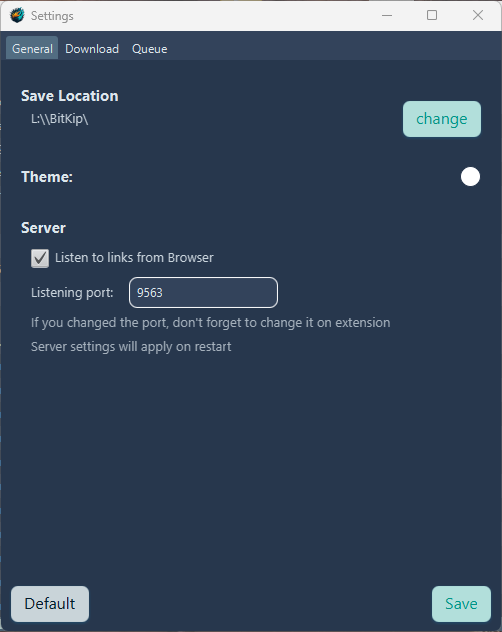 Settings
General Download Queue
Save Location
L:\\BitKip\
change
Theme:
Server
Listen to links from Browser
Listening port: 9563
If you changed the port, don't forget to change it on extension
Server settings will apply on restart
Default Save